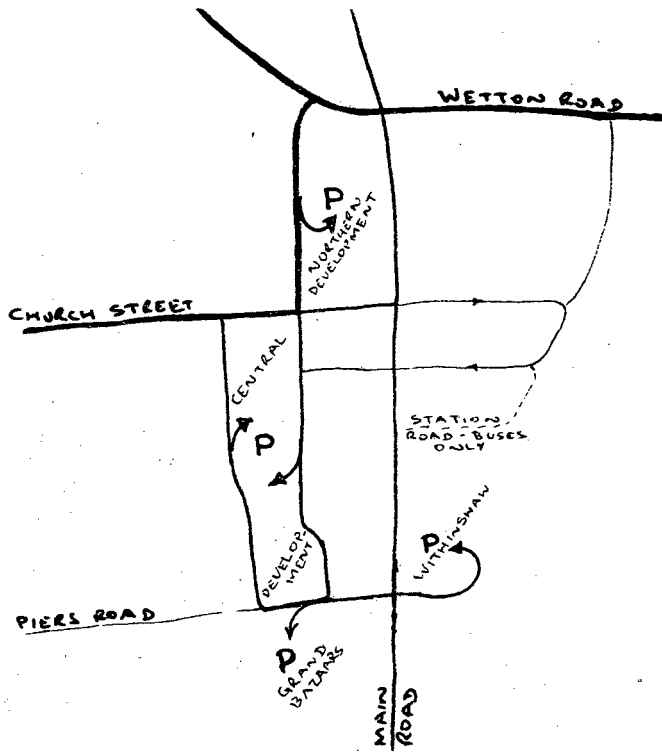 WETTON ROAD
P
NORTHERN
DEVELOPMENT
CHURCH STREET
CENTRAL
P
DEVELOP-
MENT
STATION
ROAD - BUSES
ONLY
P
WITHINSHAW
PIERS ROAD
P
GRAND
BAZAARS
MAIN
ROAD